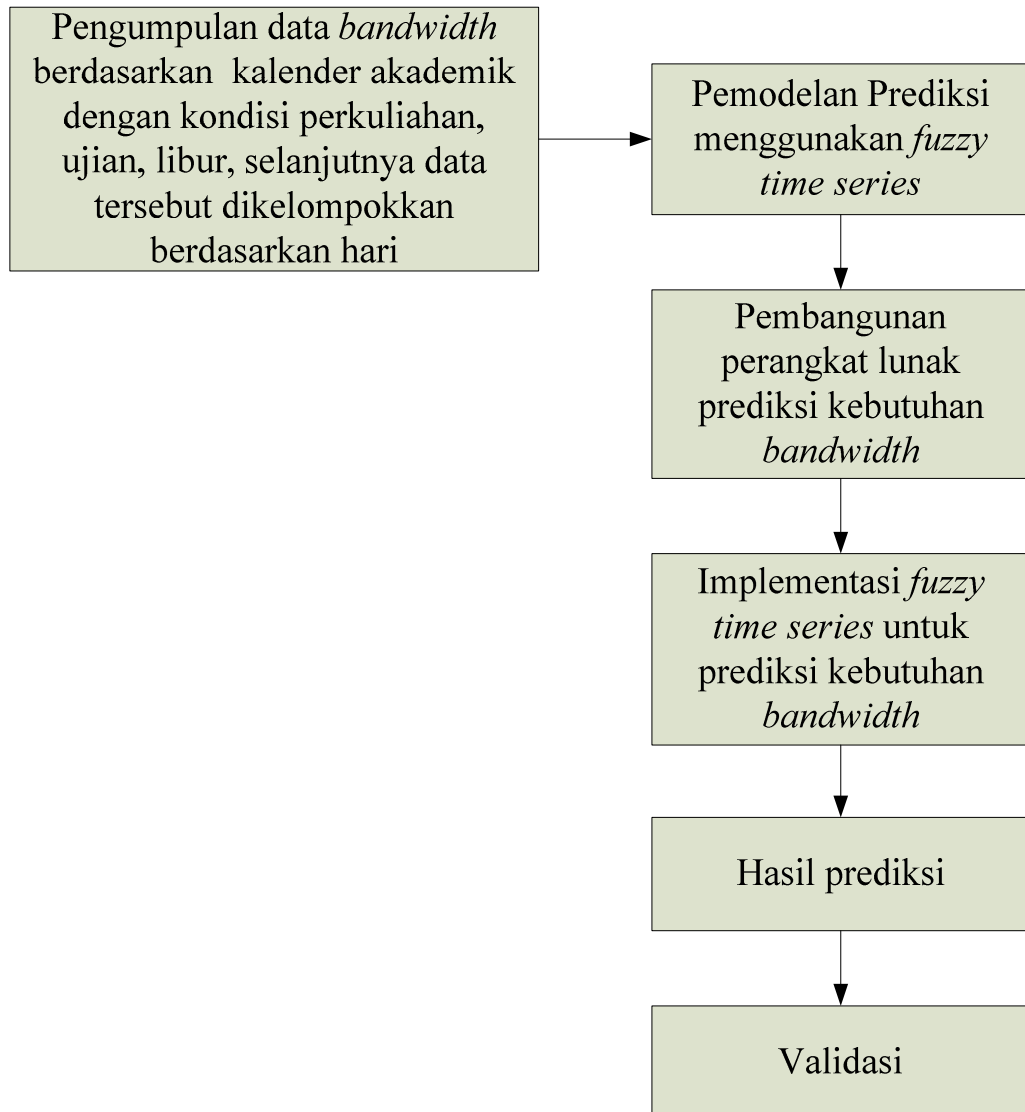 Pengumpulan data bandwidth
berdasarkan kalender akademik
dengan kondisi perkuliahan,
ujian, libur, selanjutnya data
tersebut dikelompokkan
berdasarkan hari
Pemodelan Prediksi
menggunakan fuzzy
time series
Pembangunan
perangkat lunak
prediksi kebutuhan
bandwidth
Implementasi fuzzy
time series untuk
prediksi kebutuhan
bandwidth
Hasil prediksi
Validasi